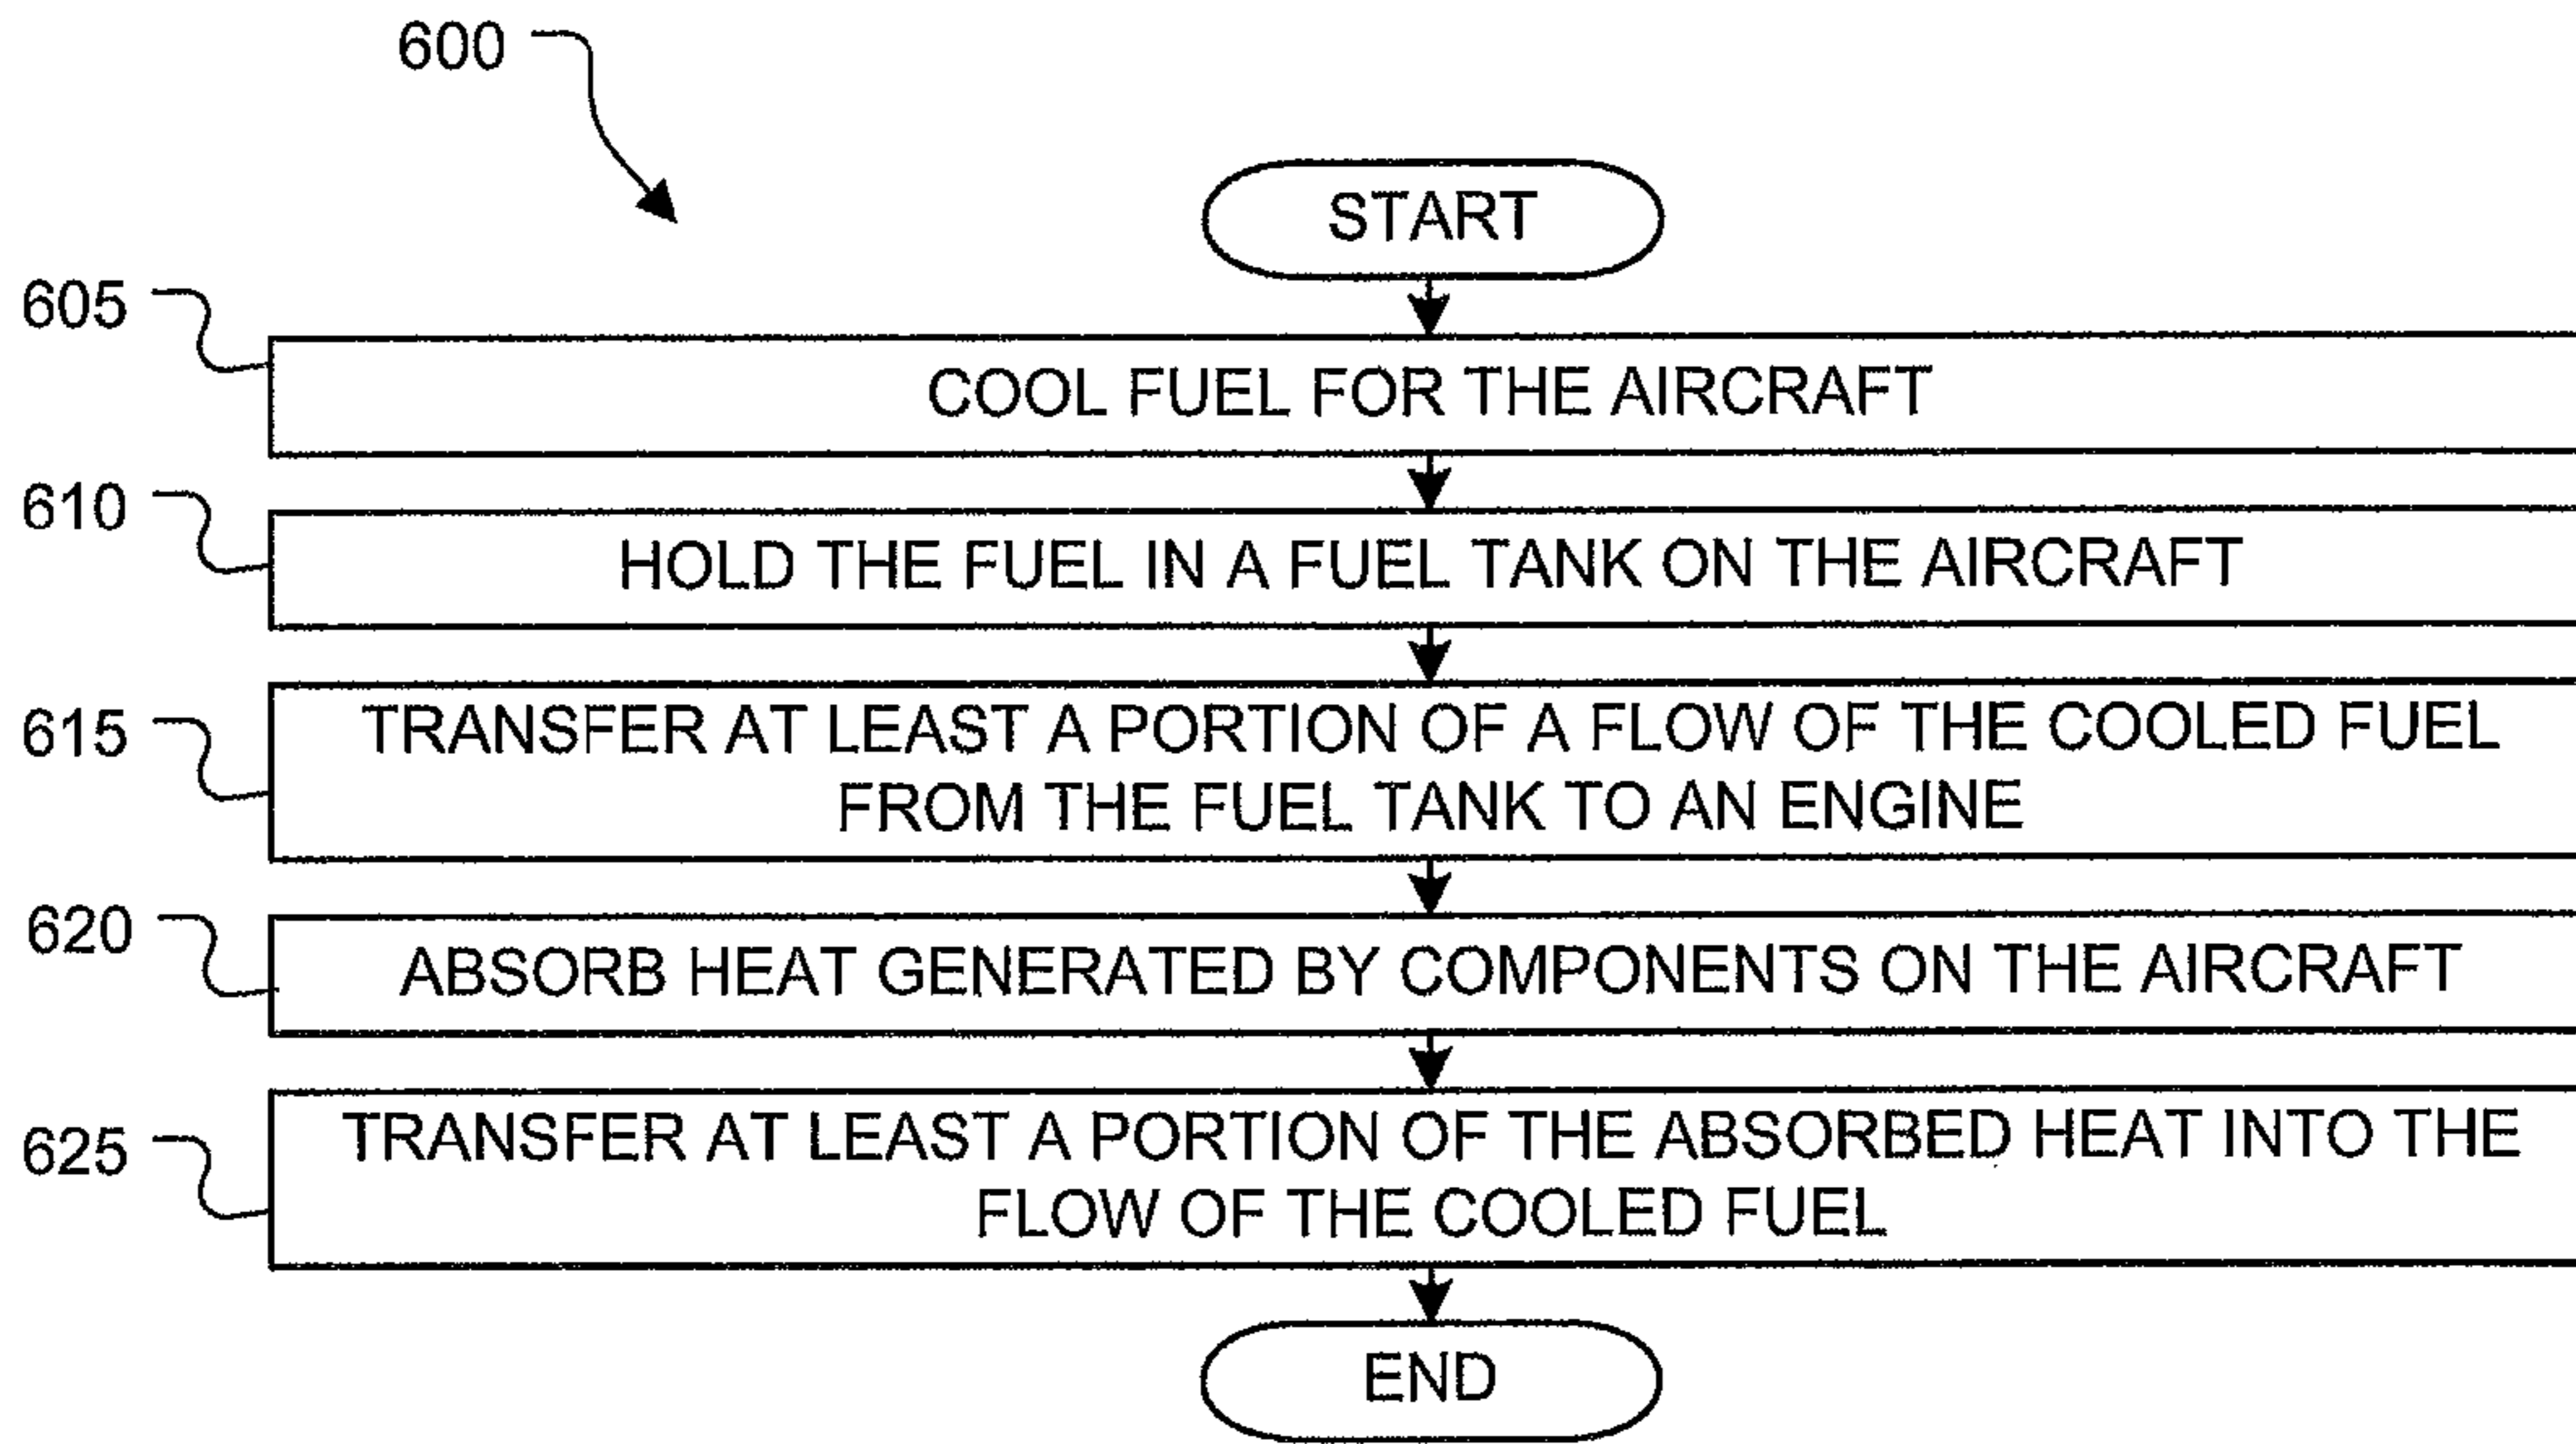 600
START
605
COOL FUEL FOR THE AIRCRAFT
610
HOLD THE FUEL IN A FUEL TANK ON THE AIRCRAFT
615
TRANSFER AT LEAST A PORTION OF A FLOW OF THE COOLED FUEL
FROM THE FUEL TANK TO AN ENGINE
620
ABSORB HEAT GENERATED BY COMPONENTS ON THE AIRCRAFT
625
TRANSFER AT LEAST A PORTION OF THE ABSORBED HEAT INTO THE
FLOW OF THE COOLED FUEL
END